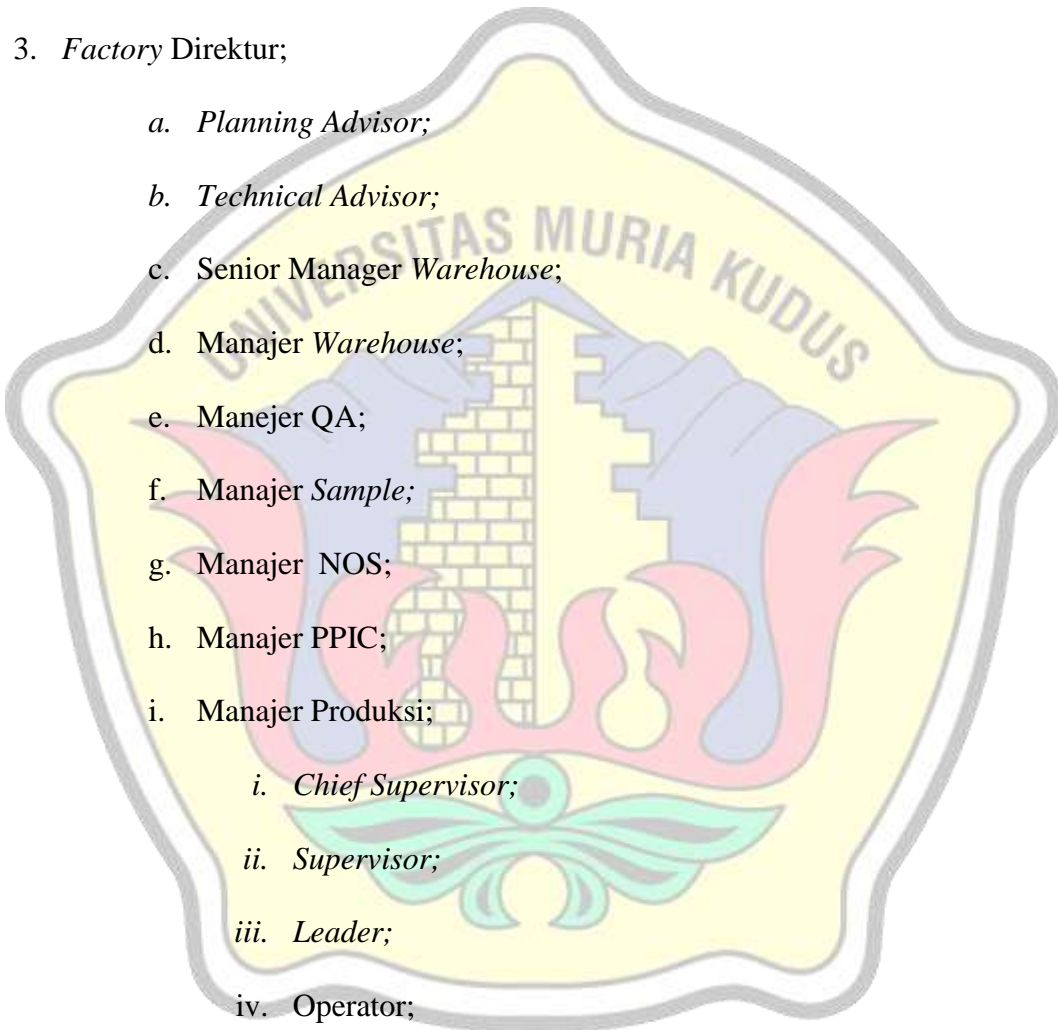 3. Factory Direktur;
a. Planning Advisor;
b. Technical Advisor;
UNIVERSITAS MURIA KUDUS
c. Senior Manager Warehouse;
d. Manajer Warehouse;
e. Manejer QA;
f. Manajer Sample;
g. Manajer NOS;
h. Manajer PPIC;
i. Manajer Produksi;
i. Chief Supervisor;
ii. Supervisor;
iii. Leader;
iv. Operator;